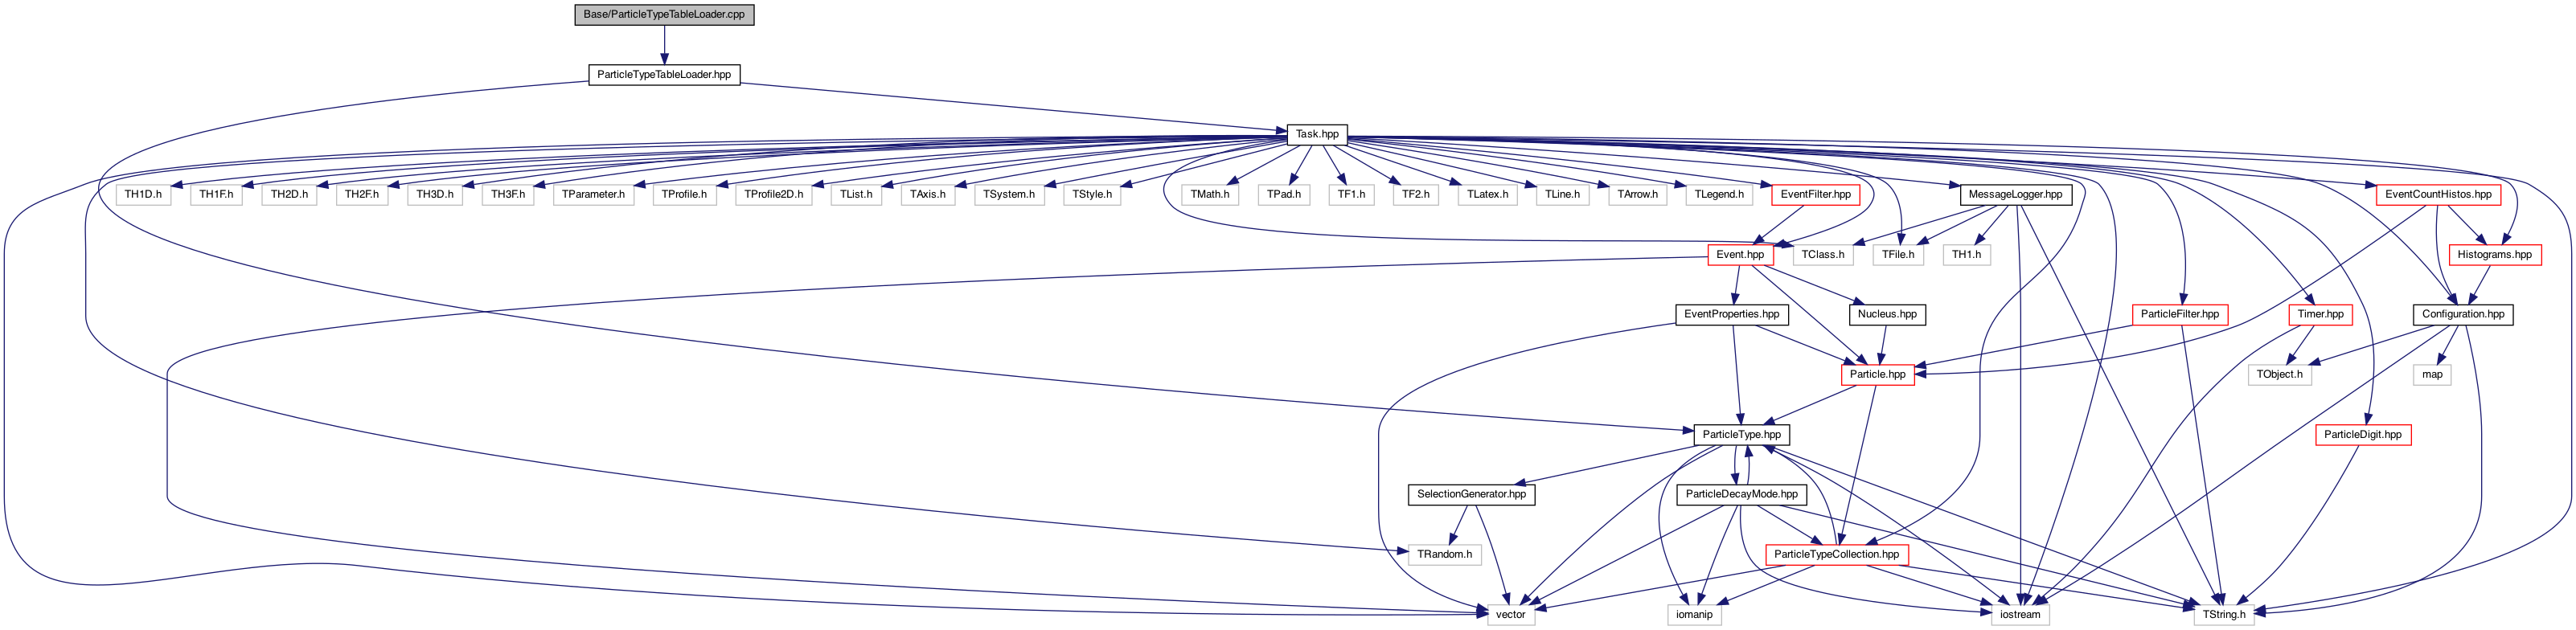 Base/ParticleTypeTableLoader.cpp
ParticleTypeTableLoader.hpp
Task.hpp
TH1D.h
TH1F.h
TH2D.h
TH2F.h
TH3D.h
TH3F.h
TParameter.h
TProfile.h
TProfile2D.h
TList.h
TAxis.h
TSystem.h
TStyle.h
TMath.h
TPad.h
TF1.h
TF2.h
TLatex.h
TLine.h
TArrow.h
TLegend.h
EventFilter.hpp
MessageLogger.hpp
EventCountHistos.hpp
Event.hpp
TClass.h
TFile.h
TH1.h
Histograms.hpp
EventProperties.hpp
Nucleus.hpp
ParticleFilter.hpp
Timer.hpp
Configuration.hpp
Particle.hpp
TObject.h
map
ParticleType.hpp
ParticleDigit.hpp
SelectionGenerator.hpp
ParticleDecayMode.hpp
TRandom.h
ParticleTypeCollection.hpp
vector
iomanip
iostream
TString.h